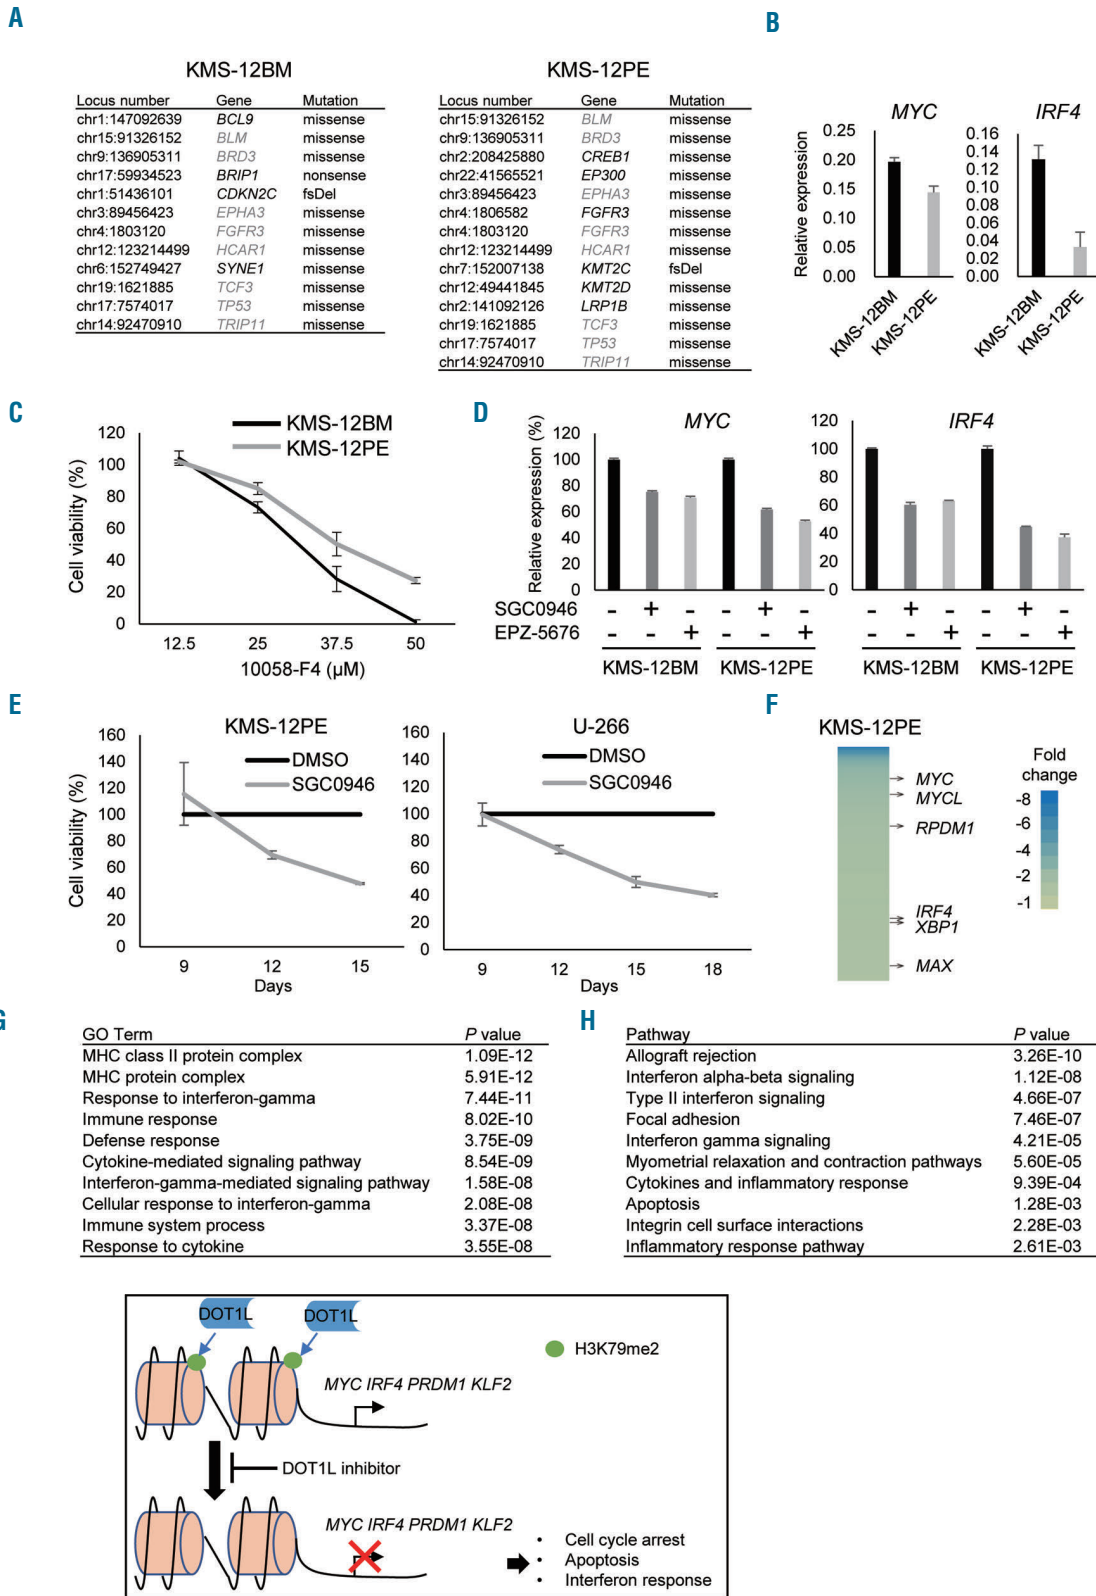 A
KMS-12BM
Locus number Gene Mutation
chr1:147092639 BCL9 missense
chr15:91326152 BLM missense
chr9:136905311 BRD3 missense
chr17:59934523 BRIP1 nonsense
chr1:51436101 CDKN2C fsDel
chr3:89456423 EPHA3 missense
chr4:1803120 FGFR3 missense
chr12:123214499 HCAR1 missense
chr6:152749427 SYNE1 missense
chr19:1621885 TCF3 missense
chr17:7574017 TP53 missense
chr14:92470910 TRIP11 missense
KMS-12PE
Locus number Gene Mutation
chr15:91326152 BLM missense
chr9:136905311 BRD3 missense
chr2:208425880 CREB1 missense
chr22:41565521 EP300 missense
chr3:89456423 EPHA3 missense
chr4:1806582 FGFR3 missense
chr4:1803120 FGFR3 missense
chr12:123214499 HCAR1 missense
chr7:152007138 KMT2C fsDel
chr12:49441845 KMT2D missense
chr2:141092126 LRP1B missense
chr19:1621885 TCF3 missense
chr17:7574017 TP53 missense
chr14:92470910 TRIP11 missense
B
MYC
Relative expression
0.25
0.20
0.15
0.10
0.05
0.00
KMS-12BM
KMS-12PE
IRF4
0.16
0.14
0.12
0.10
0.08
0.06
0.04
0.02
0.00
KMS-12BM
KMS-12PE
C
KMS-12BM
KMS-12PE
Cell viability (%)
120
100
80
60
40
20
0
12.5 25 37.5 50
10058-F4 (µM)
D
MYC
Relative expression (%)
120
100
80
60
40
20
0
IRF4
120
100
80
60
40
20
0
SGC0946 - + - - + - - + - - + -
EPZ-5676 - - + - - + - - + - - +
KMS-12BM KMS-12PE KMS-12BM KMS-12PE
E
KMS-12PE
DMSO
SGC0946
Cell viability (%)
160
140
120
100
80
60
40
20
0
9 12 15
Days
U-266
DMSO
SGC0946
160
140
120
100
80
60
40
20
0
9 12 15 18
Days
F
KMS-12PE
MYC
MYCL
RPDM1
IRF4
XBP1
MAX
Fold
change
-8
-6
-4
-2
-1
G
GO Term P value
MHC class II protein complex 1.09E-12
MHC protein complex 5.91E-12
Response to interferon-gamma 7.44E-11
Immune response 8.02E-10
Defense response 3.75E-09
Cytokine-mediated signaling pathway 8.54E-09
Interferon-gamma-mediated signaling pathway 1.58E-08
Cellular response to interferon-gamma 2.08E-08
Immune system process 3.37E-08
Response to cytokine 3.55E-08
H
Pathway P value
Allograft rejection 3.26E-10
Interferon alpha-beta signaling 1.12E-08
Type II interferon signaling 4.66E-07
Focal adhesion 7.46E-07
Interferon gamma signaling 4.21E-05
Myometrial relaxation and contraction pathways 5.60E-05
Cytokines and inflammatory response 9.39E-04
Apoptosis 1.28E-03
Integrin cell surface interactions 2.28E-03
Inflammatory response pathway 2.61E-03
DOT1L DOT1L
H3K79me2
MYC IRF4 PRDM1 KLF2
DOT1L inhibitor
MYC IRF4 PRDM1 KLF2
• Cell cycle arrest
• Apoptosis
• Interferon response